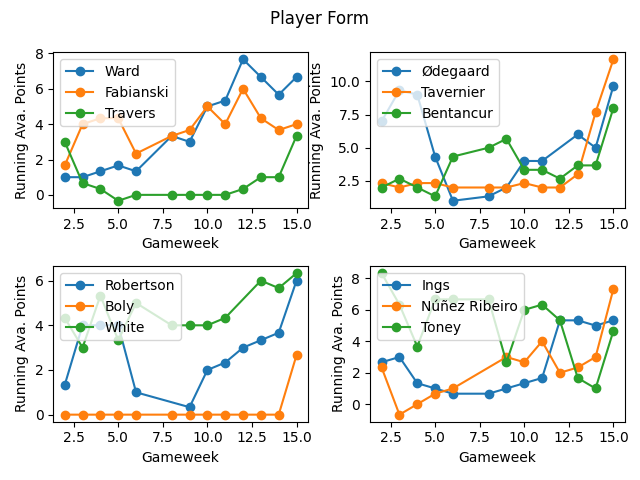 Player Form
Running Ava. Points
8
6
4
2
0
Ward
Fabianski
Travers
2.5
5.0
7.5
10.0
12.5
15.0
Gameweek
Running Ava. Points
10.0
7.5
5.0
2.5
Ødegaard
Tavernier
Bentancur
2.5
5.0
7.5
10.0
12.5
15.0
Gameweek
Running Ava. Points
6
4
2
0
Robertson
Boly
White
2.5
5.0
7.5
10.0
12.5
15.0
Gameweek
Running Ava. Points
8
6
4
2
0
Ings
Núñez Ribeiro
Toney
2.5
5.0
7.5
10.0
12.5
15.0
Gameweek